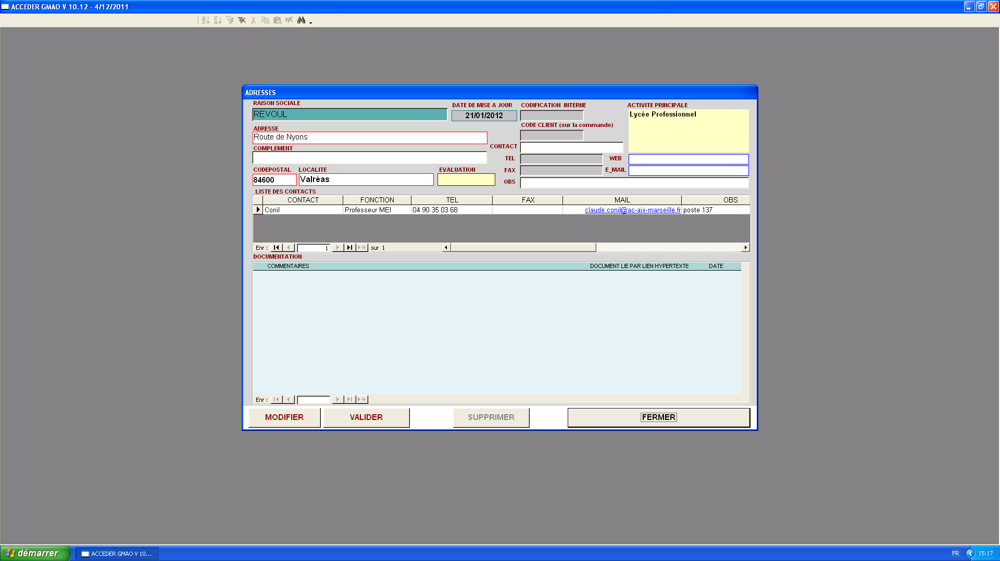 ACCEDER GMAO V 10.12 - 4/12/2011
ADRESSES
RAISON SOCIALE
REVOUL
DATE DE MISE A JOUR
21/01/2012
CODIFICATION INTERNE
ACTIVITE PRINCIPALE
Lycée Professionnel
CODE CLIENT (sur la commande)
ADRESSE
Route de Nyons
COMPLEMENT
CONTACT
TEL
WEB
FAX
E_MAIL
OBS
CODEPOSTAL
84600
LOCALITE
Valréas
EVALUATION
LISTE DES CONTACTS
CONTACT FONCTION TEL FAX MAIL OBS
Conil Professeur MEI 04 90 35 03 68 claude.conil@ac-aix-marseille.fr poste 137
Enr : 1 sur 1
DOCUMENTATION
COMMENTAIRES DOCUMENT LIE PAR LIEN HYPERTEXTE DATE
Enr :
MODIFIER VALIDER SUPPRIMER FERMER
démarrer ACCEDER GMAO V 10... FR 15:17